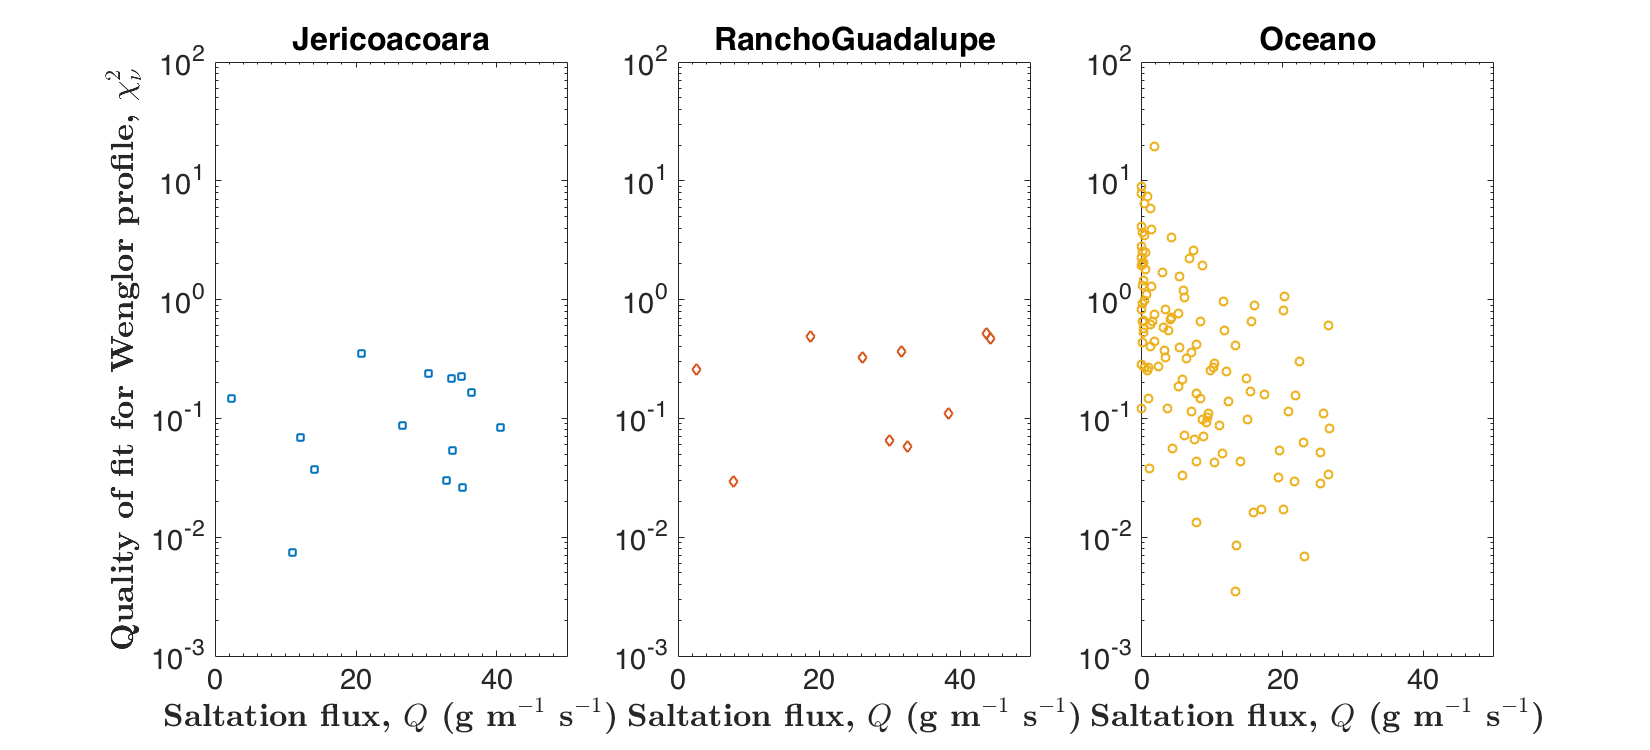 Jericoacoara
RanchoGuadalupe
Oceano
Quality of fit for Wenglor profile, χ²ᵥ
10²
10¹
10⁰
10⁻¹
10⁻²
10⁻³
0 20 40
Saltation flux, Q (g m⁻¹ s⁻¹)
10²
10¹
10⁰
10⁻¹
10⁻²
10⁻³
0 20 40
Saltation flux, Q (g m⁻¹ s⁻¹)
10²
10¹
10⁰
10⁻¹
10⁻²
10⁻³
0 20 40
Saltation flux, Q (g m⁻¹ s⁻¹)